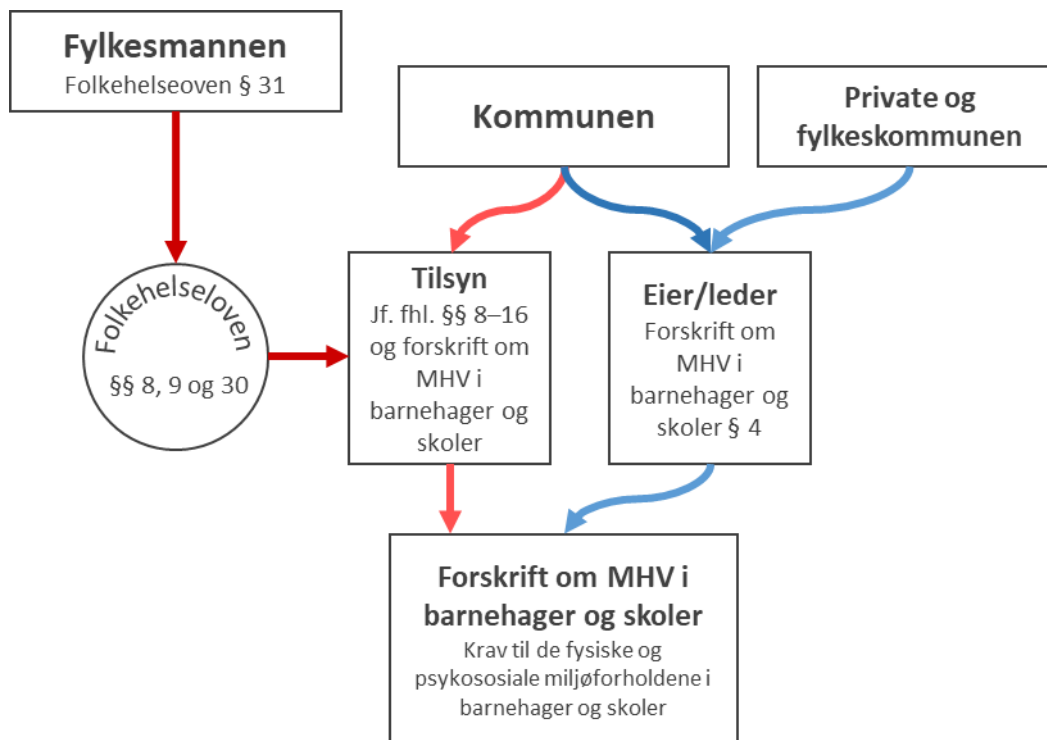 Fylkesmannen
Folkehelseoven § 31
Kommunen
Private og
fylkeskommunen
Folkehelseloven
§§ 8, 9 og 30
Tilsyn
Jf. fhl. §§ 8–16
og forskrift om
MHV i
barnehager og
skoler
Eier/leder
Forskrift om
MHV i
barnehager og
skoler § 4
Forskrift om MHV i
barnehager og skoler
Krav til de fysiske og
psykososiale miljøforholdene i
barnehager og skoler